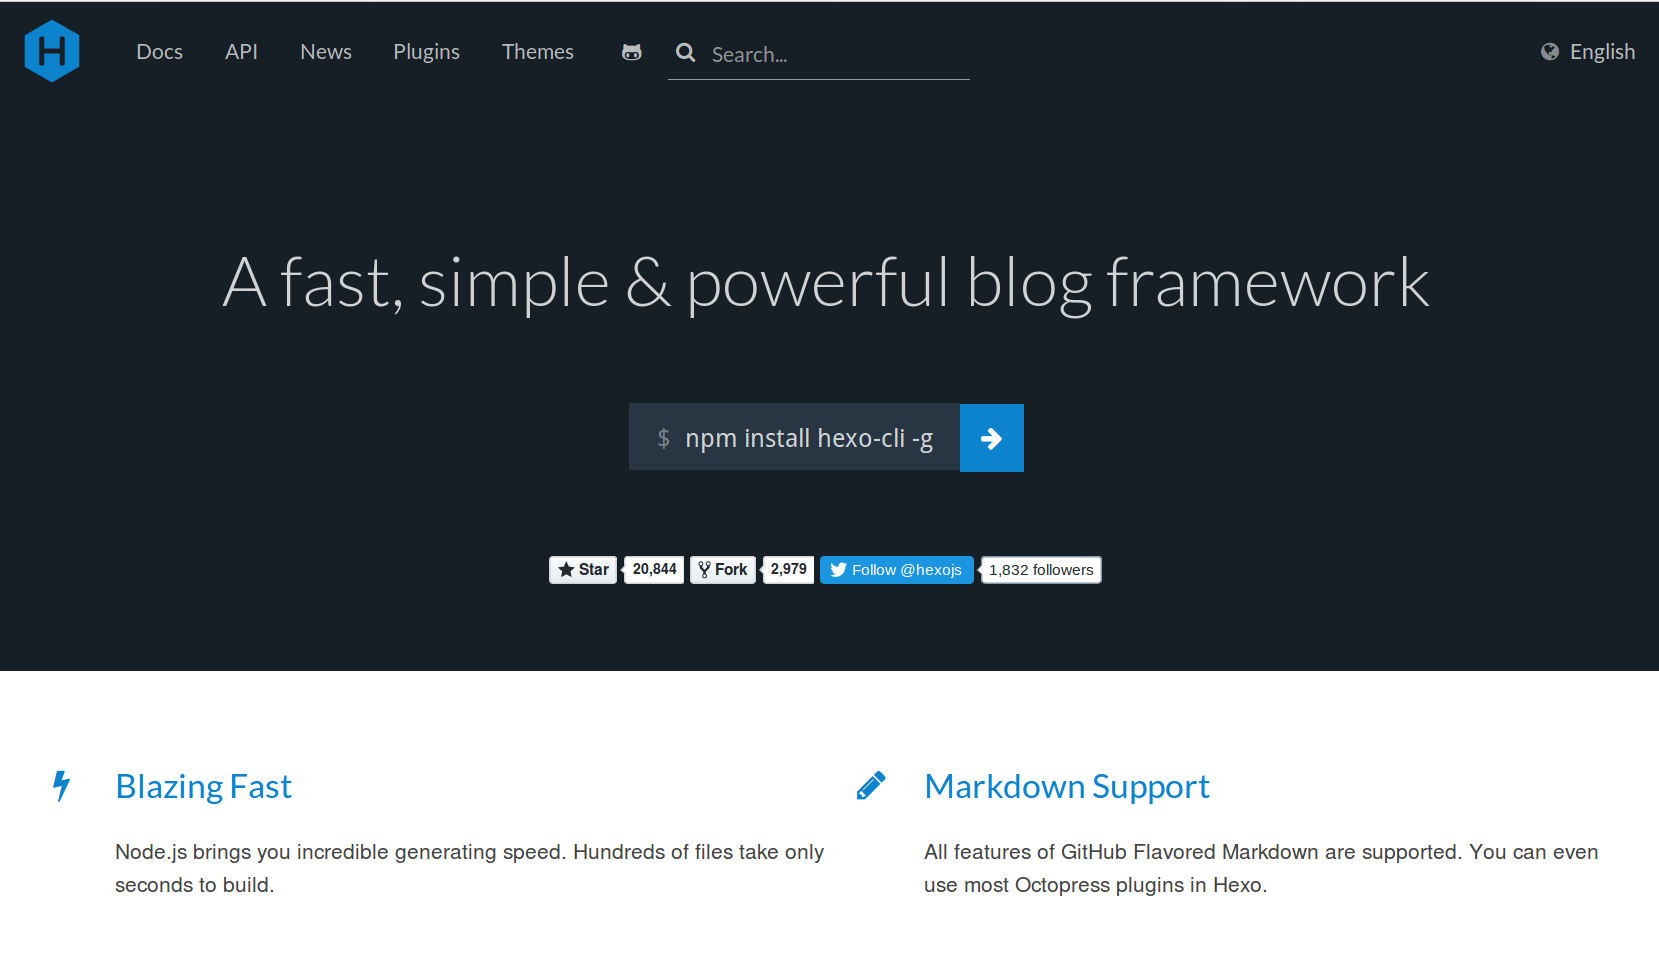 H
Docs API News Plugins Themes Search... English
A fast, simple & powerful blog framework
$ npm install hexo-cli -g
Star 20,844 Fork 2,979 Follow @hexojs 1,832 followers
Blazing Fast
Node.js brings you incredible generating speed. Hundreds of files take only
seconds to build.
Markdown Support
All features of GitHub Flavored Markdown are supported. You can even
use most Octopress plugins in Hexo.